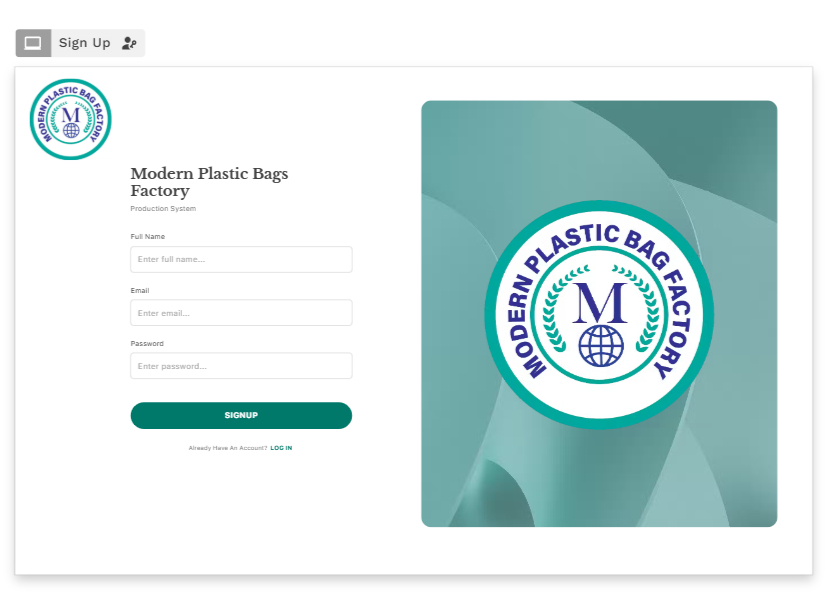 Sign Up
MODERN PLASTIC BAG FACTORY
M
Modern Plastic Bags
Factory
Production System
Full Name
Enter full name...
Email
Enter email...
Password
Enter password...
SIGNUP
Already Have An Account? LOG IN
MODERN PLASTIC BAG FACTORY
M